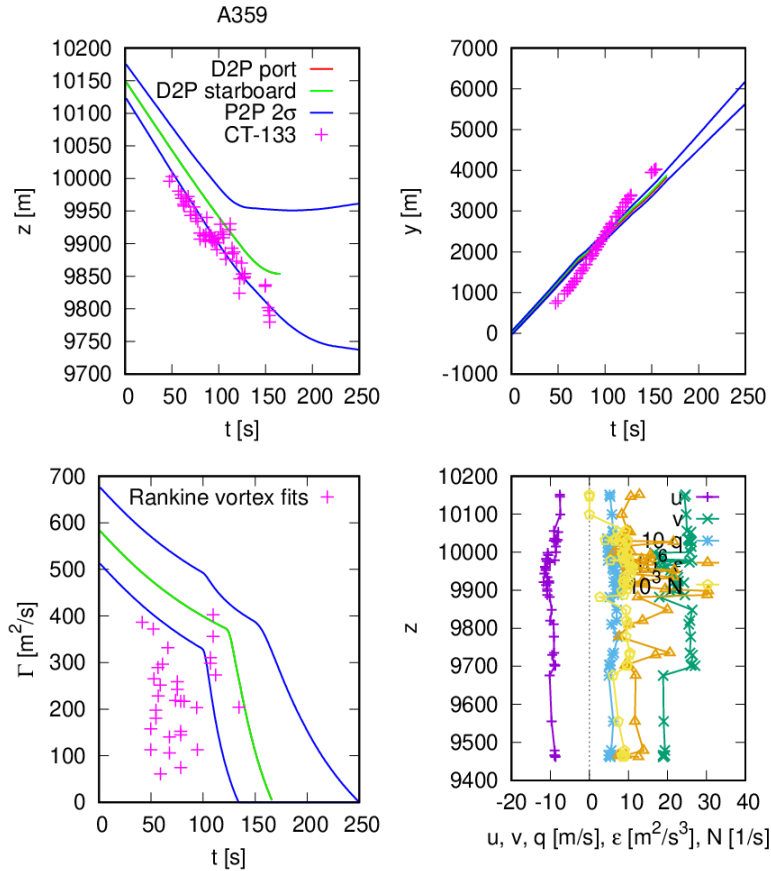 A359
10200
10150
10100
10050
10000
9950
9900
9850
9800
9750
9700
z [m]
0 50 100 150 200 250
t [s]
D2P port
D2P starboard
P2P 2σ
CT-133
7000
6000
5000
4000
3000
2000
1000
0
-1000
y [m]
0 50 100 150 200 250
t [s]
700
600
500
400
300
200
100
0
Γ [m²/s]
0 50 100 150 200 250
t [s]
Rankine vortex fits
10200
10100
10000
9900
9800
9700
9600
9500
9400
z
-20 -10 0 10 20 30 40
u, v, q [m/s], ε [m²/s³], N [1/s]
u
v
10 q
ε
10³ N